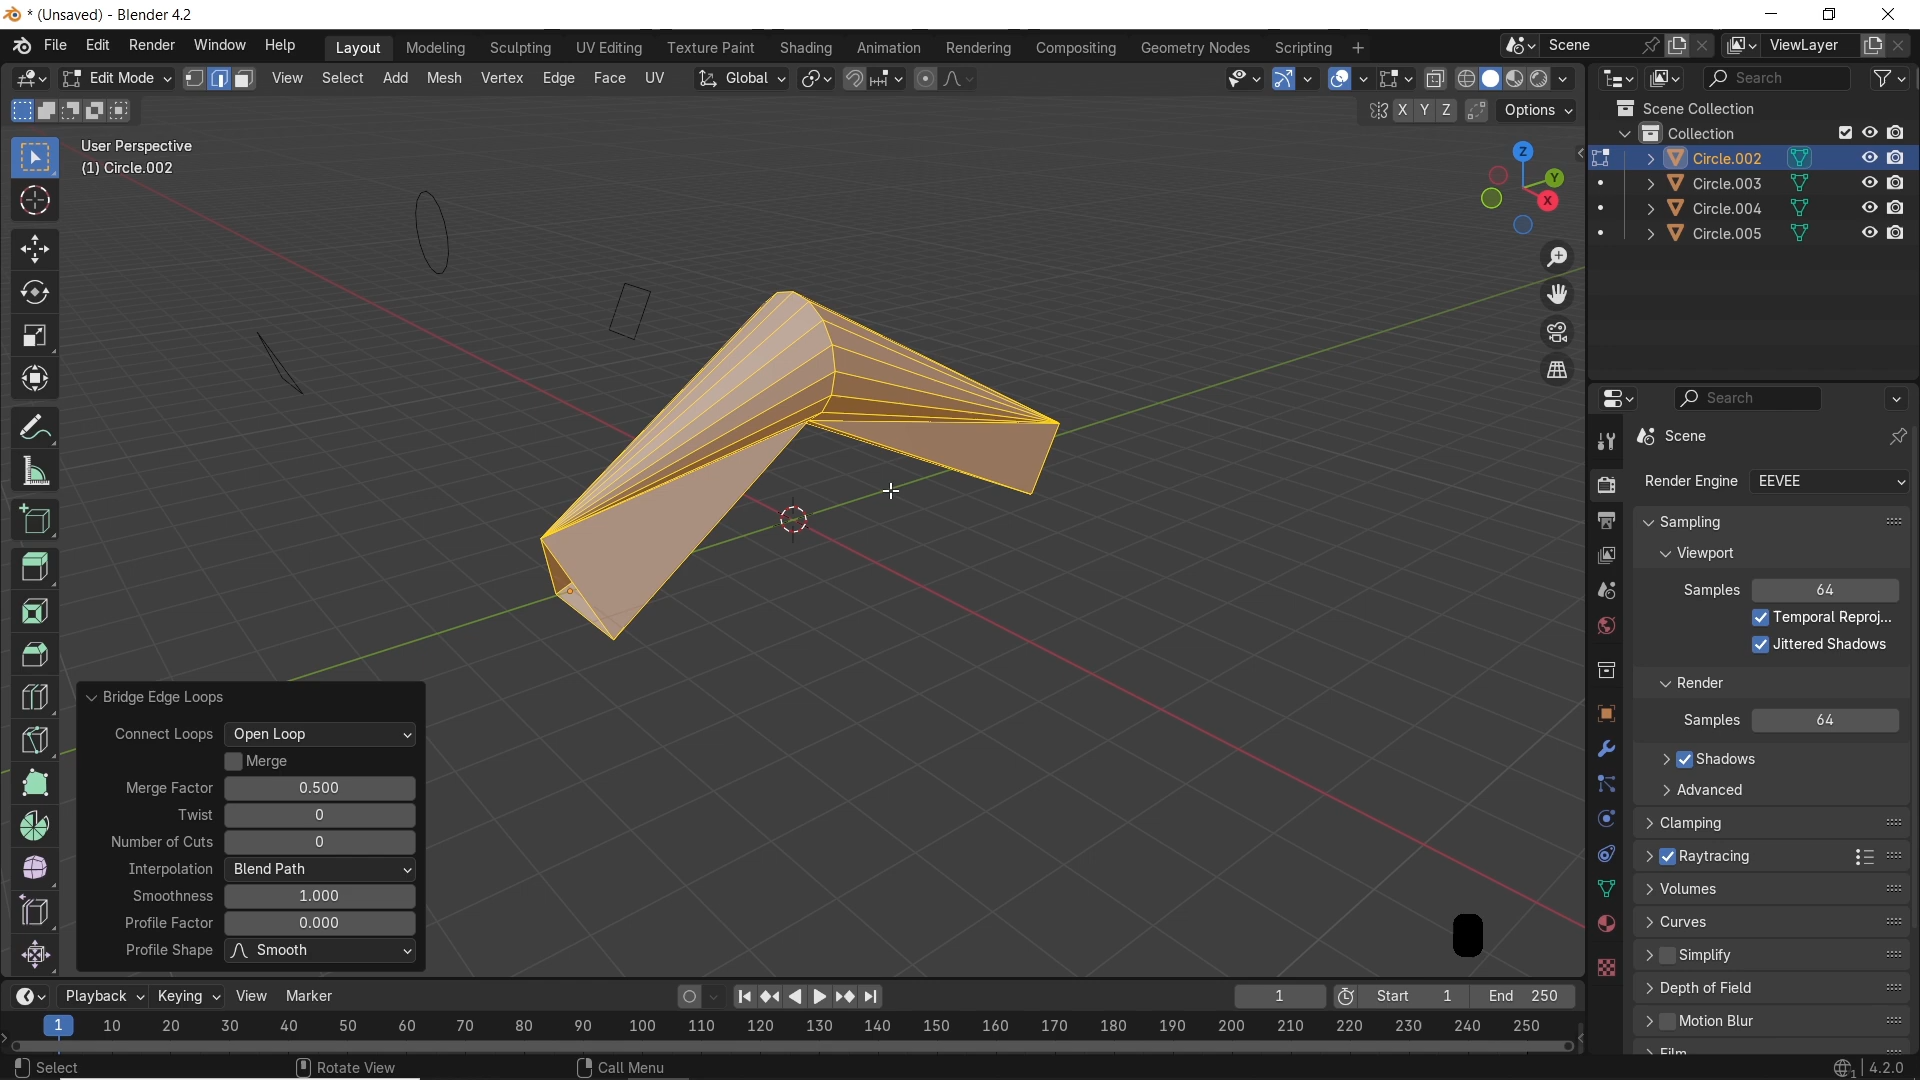 * (Unsaved) - Blender 4.2
File Edit Render Window Help
Layout Modeling Sculpting UV Editing Texture Paint Shading Animation Rendering Compositing Geometry Nodes Scripting
Scene
ViewLayer
Edit Mode View Select Add Mesh Vertex Edge Face UV Global
Search
X Y Z Options
User Perspective
(1) Circle.002
Z
Y
X
Scene Collection
Collection
Circle.002
Circle.003
Circle.004
Circle.005
Search
Scene
Render Engine EEVEE
Sampling
Viewport
Samples 64
Temporal Reproj...
Jittered Shadows
Render
Samples 64
Shadows
Advanced
Clamping
Raytracing
Volumes
Curves
Simplify
Depth of Field
Motion Blur
Bridge Edge Loops
Connect Loops Open Loop
Merge
Merge Factor 0.500
Twist 0
Number of Cuts 0
Interpolation Blend Path
Smoothness 1.000
Profile Factor 0.000
Profile Shape Smooth
Playback Keying View Marker
1 Start 1 End 250
1 10 20 30 40 50 60 70 80 90 100 110 120 130 140 150 160 170 180 190 200 210 220 230 240 250
Select Rotate View Call Menu
1 4.2.0